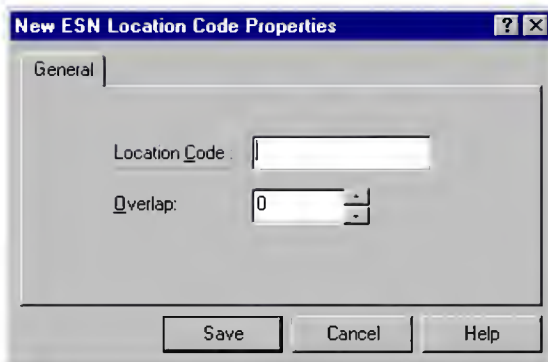 New ESN Location Code Properties ? ×
General
Location Code :
Overlap: 0
Save Cancel Help